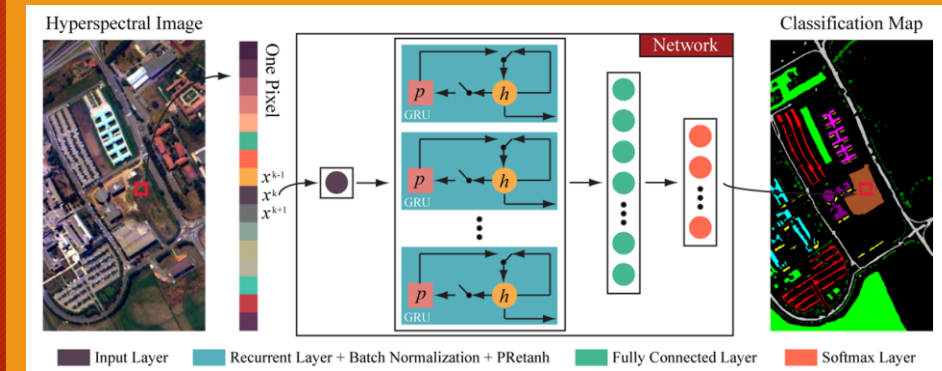 Hyperspectral Image
Classification Map
Network
One Pixel
p
h
GRU
x^{k-1}
x^{k}
x^{k+1}
p
h
GRU
p
h
GRU
Input Layer
Recurrent Layer + Batch Normalization + PRetanh
Fully Connected Layer
Softmax Layer